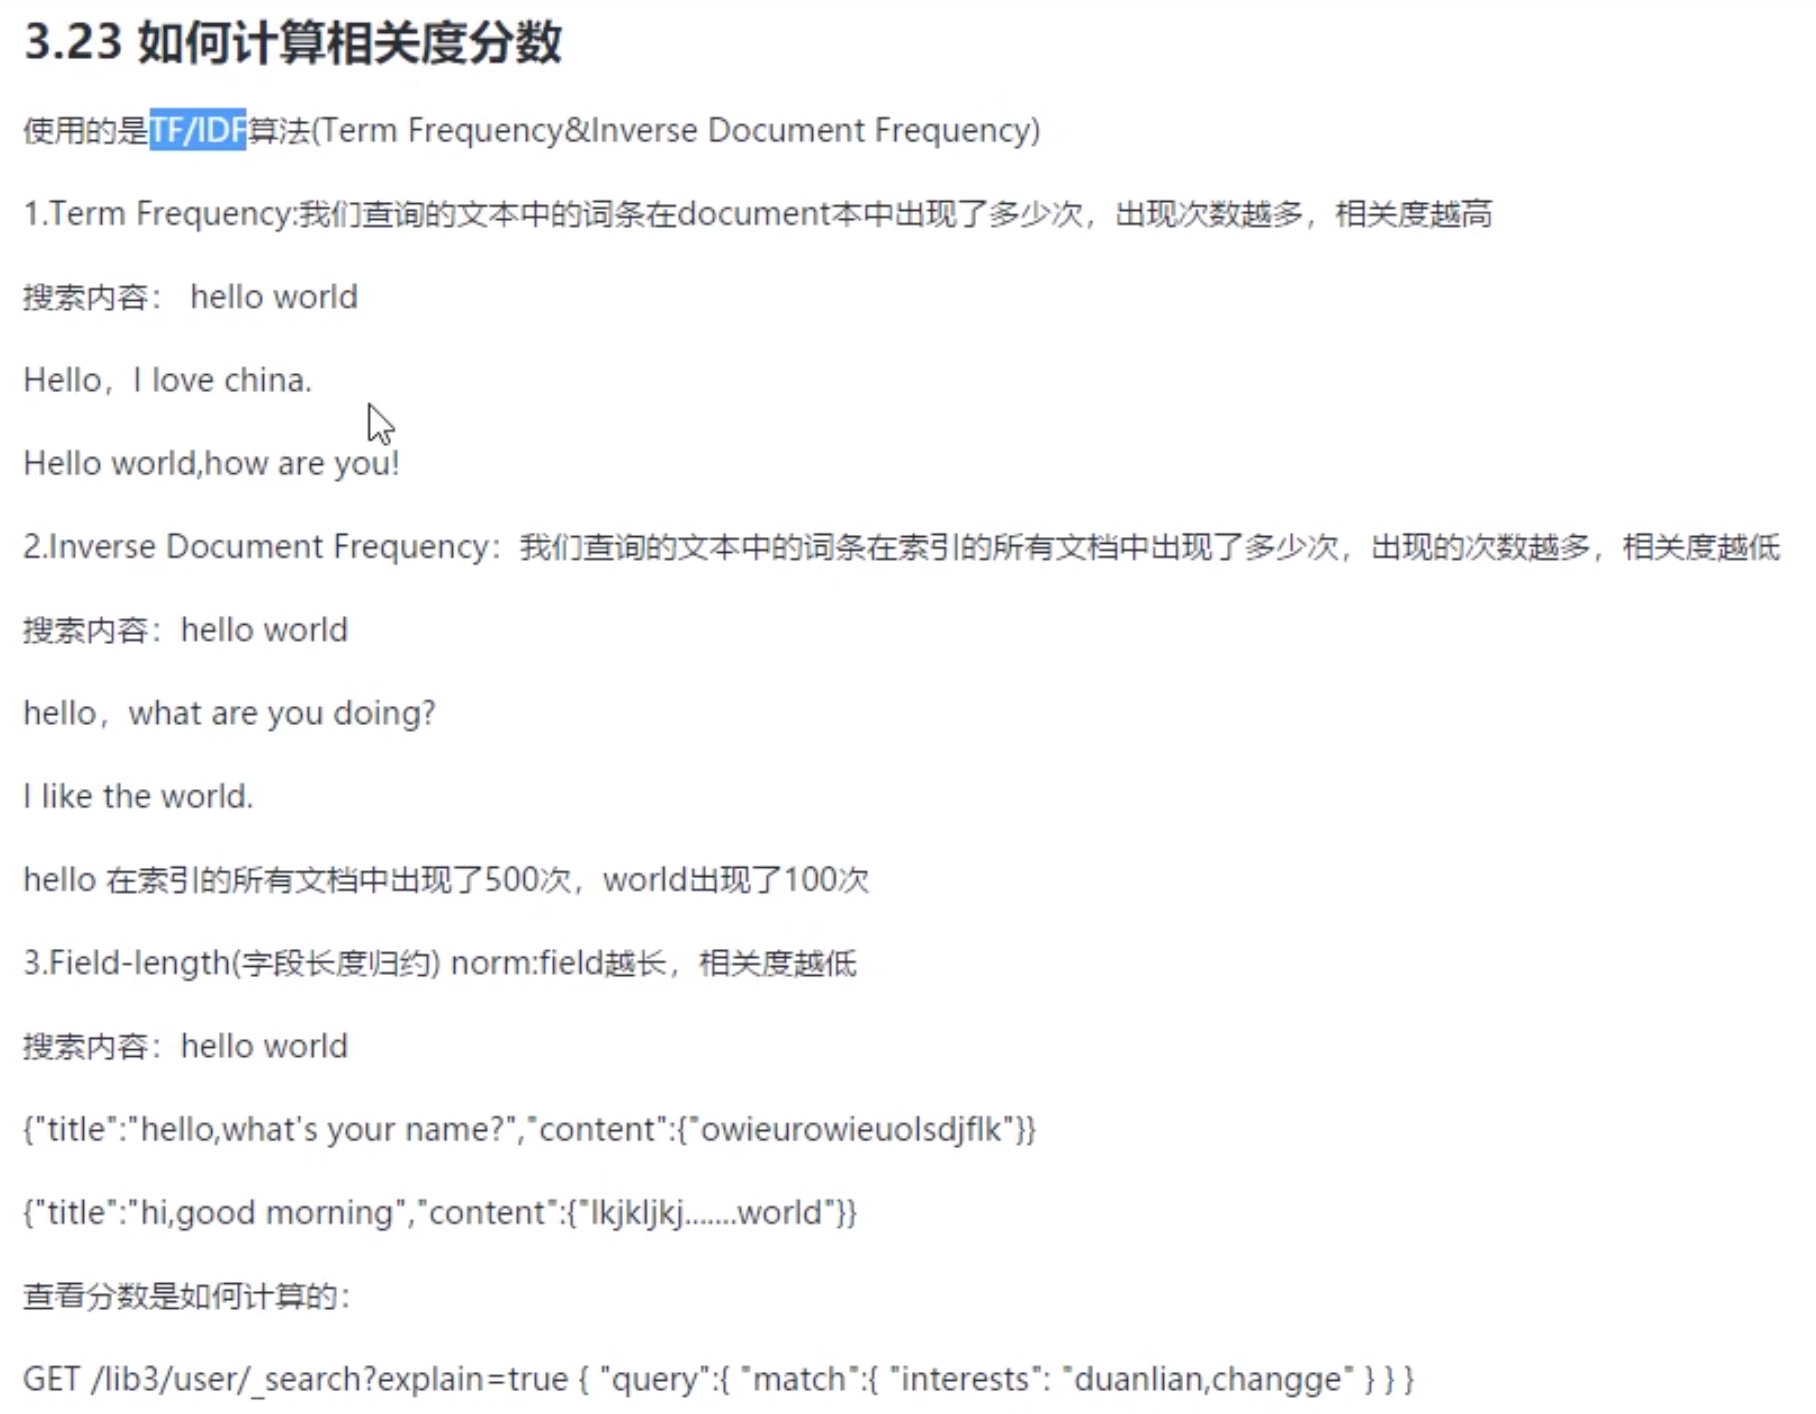 3.23 如何计算相关度分数
使用的是TF/IDF算法(Term Frequency&Inverse Document Frequency)
1.Term Frequency:我们查询的文本中的词条在document本中出现了多少次，出现次数越多，相关度越高
搜索内容： hello world
Hello，I love china.
Hello world,how are you!
2.Inverse Document Frequency：我们查询的文本中的词条在索引的所有文档中出现了多少次，出现的次数越多，相关度越低
搜索内容：hello world
hello，what are you doing?
I like the world.
hello 在索引的所有文档中出现了500次，world出现了100次
3.Field-length(字段长度归约) norm:field越长，相关度越低
搜索内容：hello world
{"title":"hello,what's your name?","content":{"owieurowieuolsdjflk"}}
{"title":"hi,good morning","content":{"lkjkljkj.......world"}}
查看分数是如何计算的：
GET /lib3/user/_search?explain=true { "query":{ "match":{ "interests": "duanlian,changge" } } }